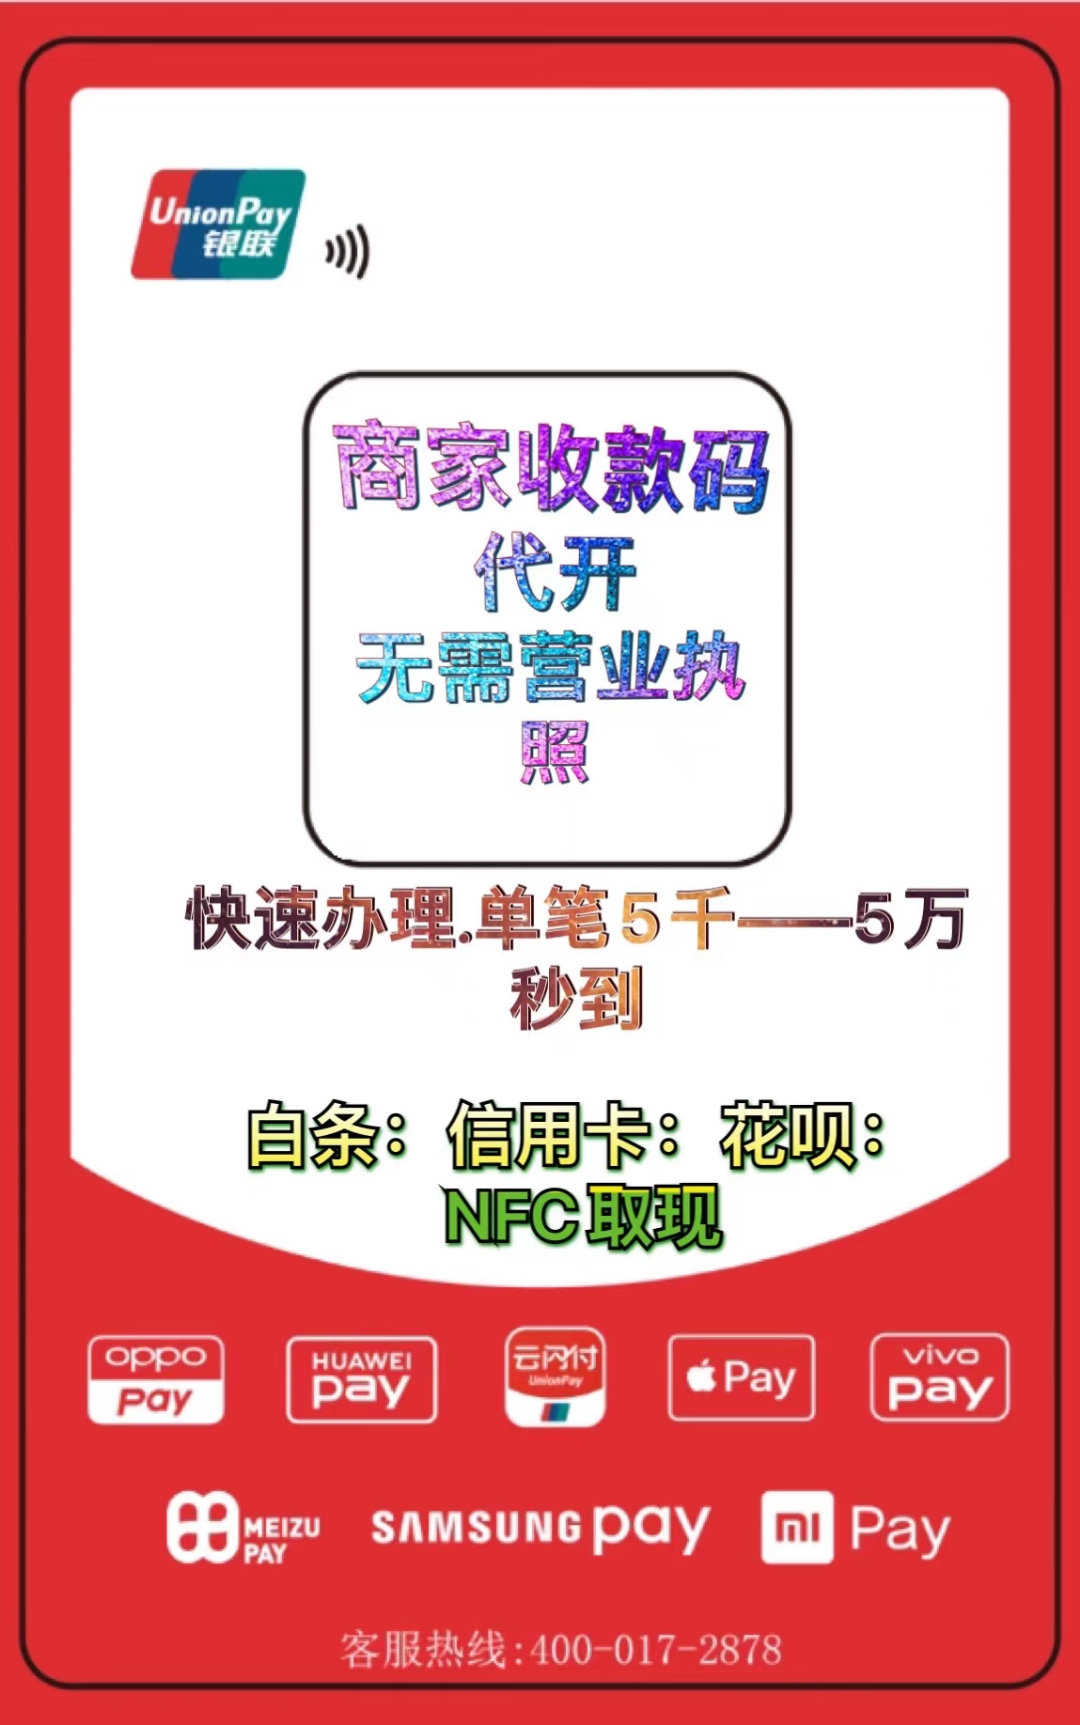 UnionPay
银联
商家收款码
代开
无需营业执
照
快速办理.单笔5千——5万
秒到
白条：信用卡：花呗：
NFC取现
oppo
Pay
HUAWEI
pay
云闪付
UnionPay
Pay
vivo
pay
MEIZU
PAY
SAMSUNG pay
mi Pay
客服热线:400-017-2878